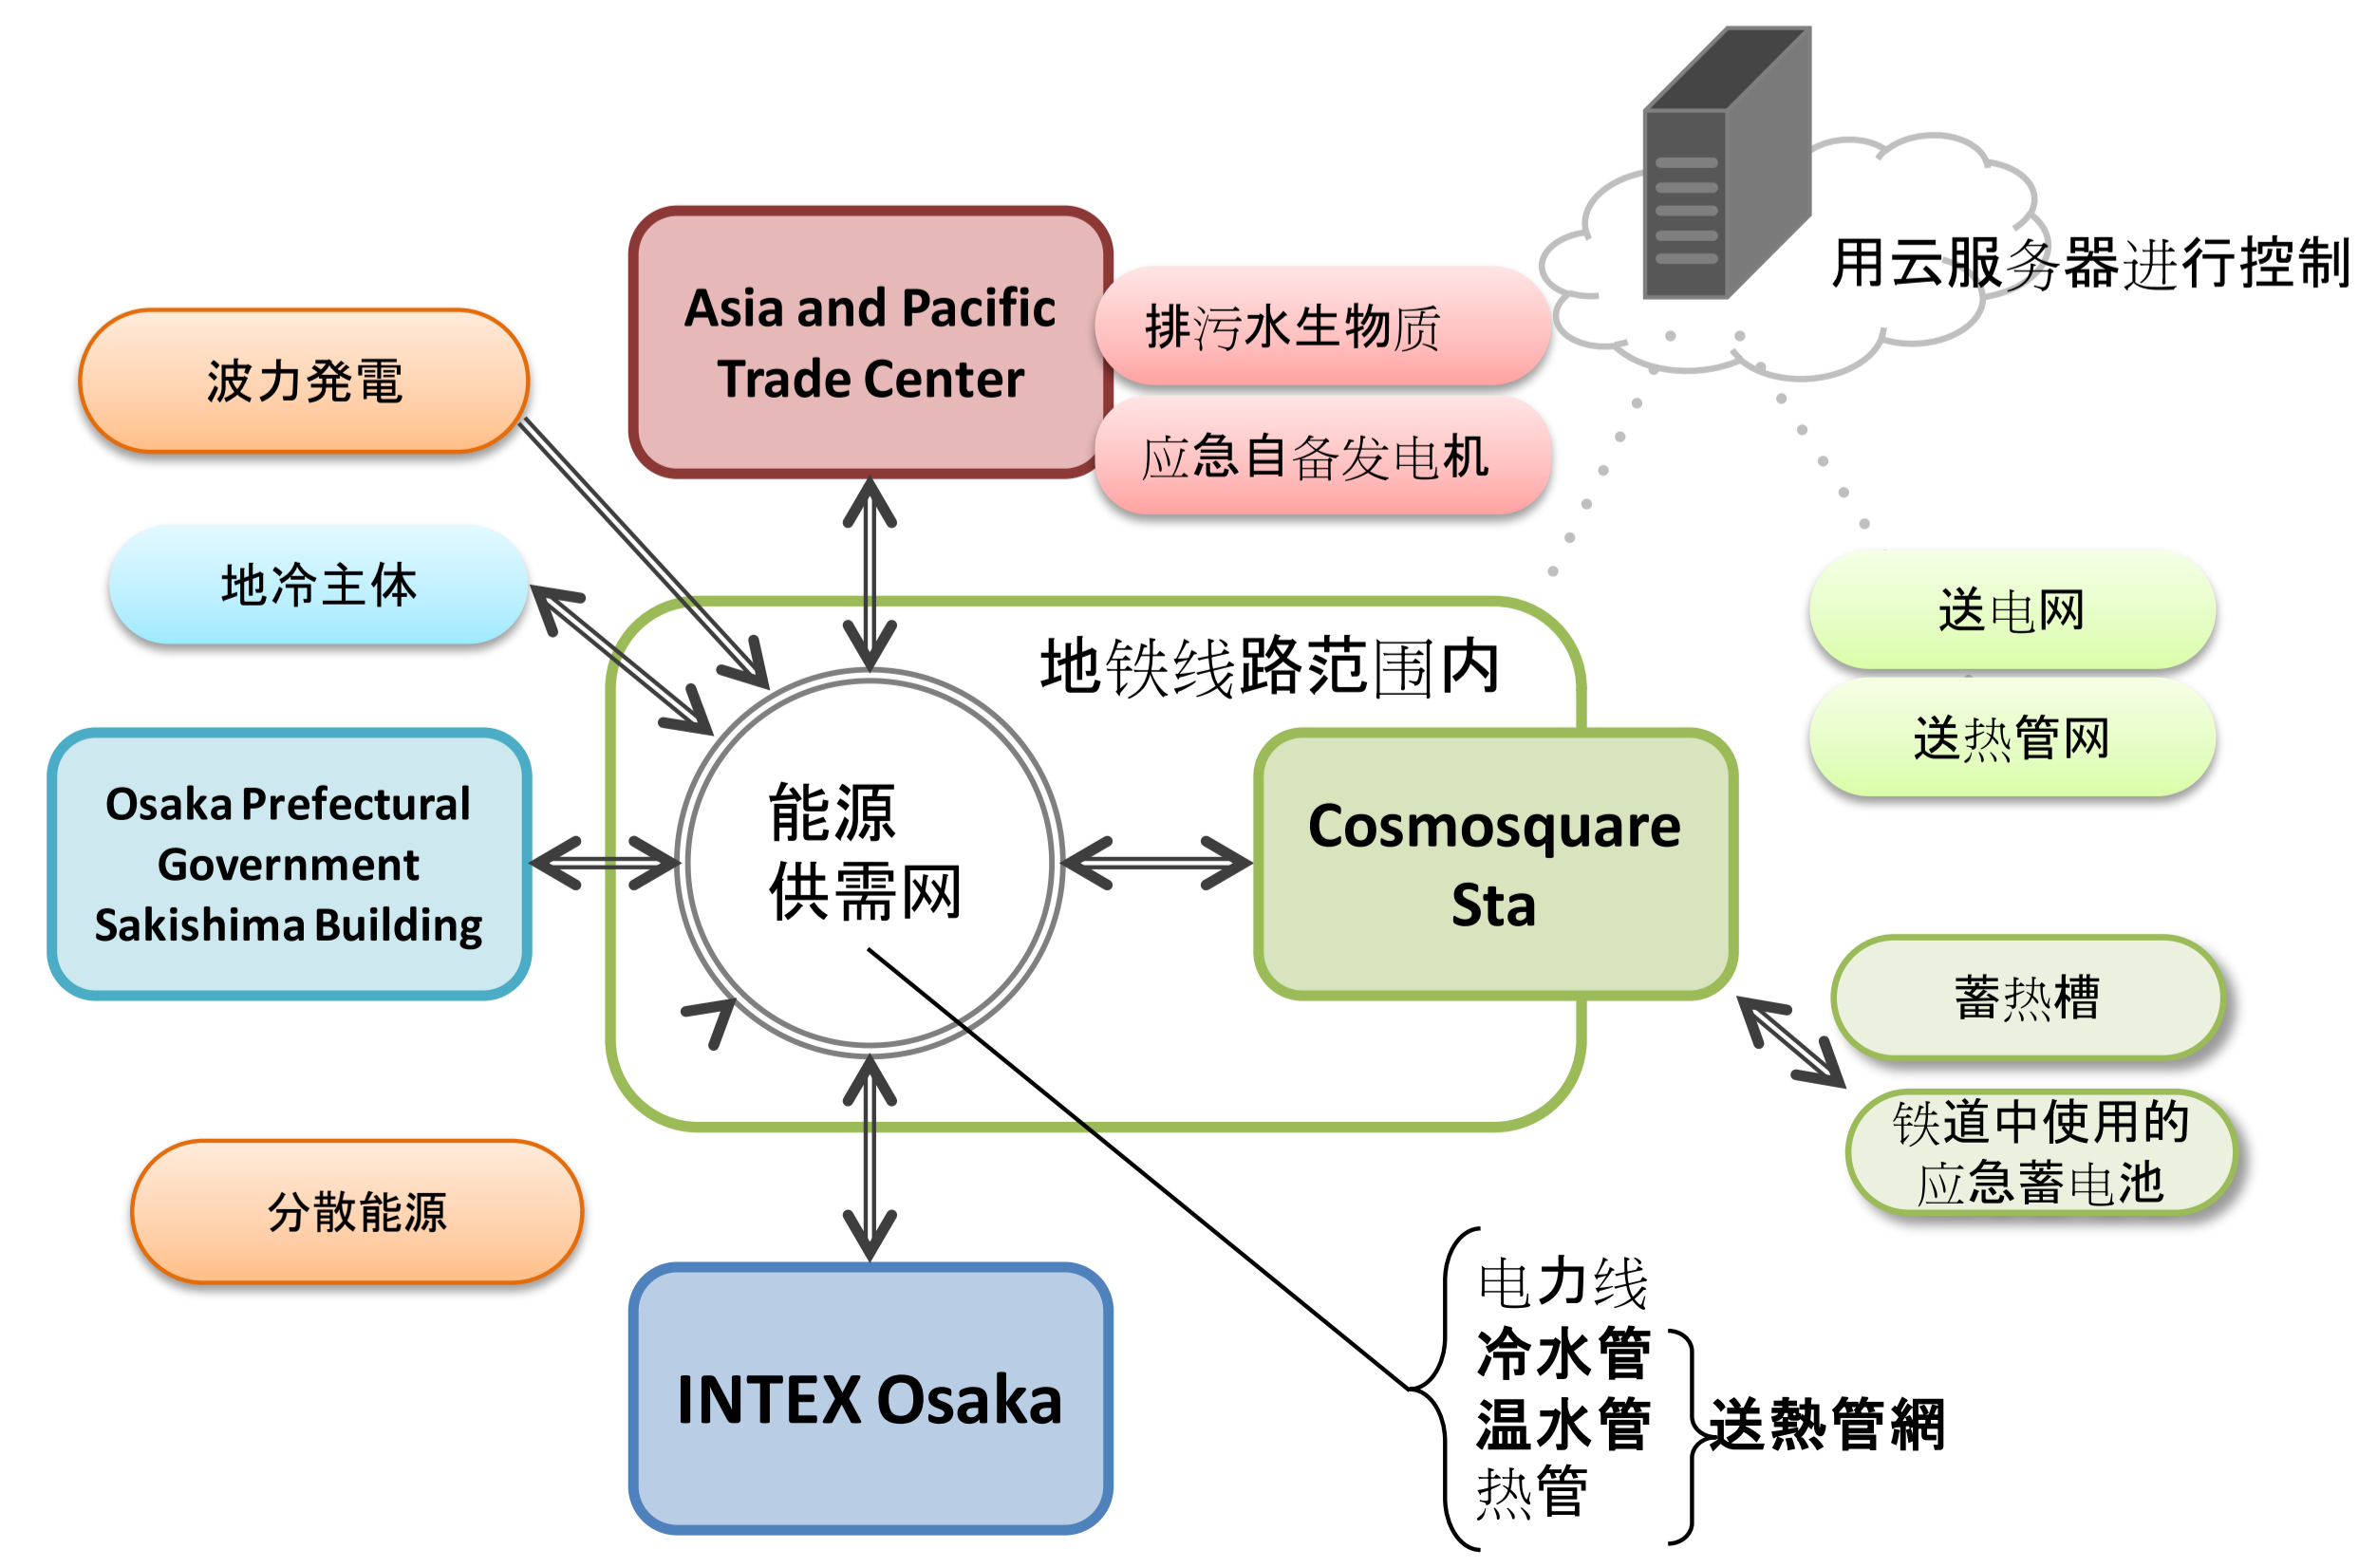 用云服务器进行控制
Asia and Pacific
Trade Center
排污水生物质
应急自备发电机
波力発電
地冷主体
送电网
送热管网
地铁线路范围内
Osaka Prefectural
Government
Sakishima Building
能源
供需网
Cosmosquare
Sta
蓄热槽
铁道中使用的
应急蓄电池
分散能源
INTEX Osaka
电力线
冷水管
温水管
热管
送熱管網